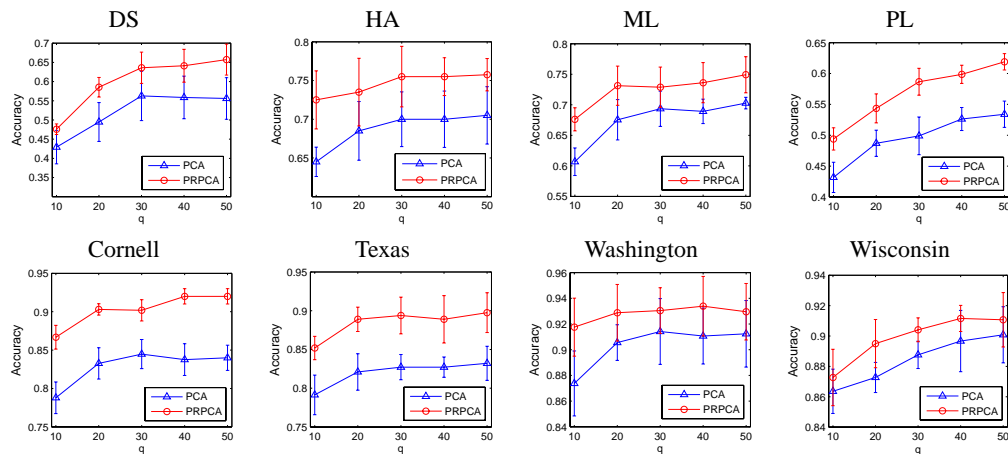 DS
HA
ML
PL
0.7
0.65
0.6
0.55
0.5
0.45
0.4
0.35
Accuracy
10 20 30 40 50
q
PCA
PRPCA
0.8
0.75
0.7
0.65
Accuracy
10 20 30 40 50
q
PCA
PRPCA
0.8
0.75
0.7
0.65
0.6
0.55
Accuracy
10 20 30 40 50
q
PCA
PRPCA
0.65
0.6
0.55
0.5
0.45
0.4
Accuracy
10 20 30 40 50
q
PCA
PRPCA
Cornell
Texas
Washington
Wisconsin
0.95
0.9
0.85
0.8
0.75
Accuracy
10 20 30 40 50
q
PCA
PRPCA
0.95
0.9
0.85
0.8
0.75
Accuracy
10 20 30 40 50
q
PCA
PRPCA
0.96
0.94
0.92
0.9
0.88
0.86
0.84
Accuracy
10 20 30 40 50
q
PCA
PRPCA
0.94
0.92
0.9
0.88
0.86
0.84
Accuracy
10 20 30 40 50
q
PCA
PRPCA